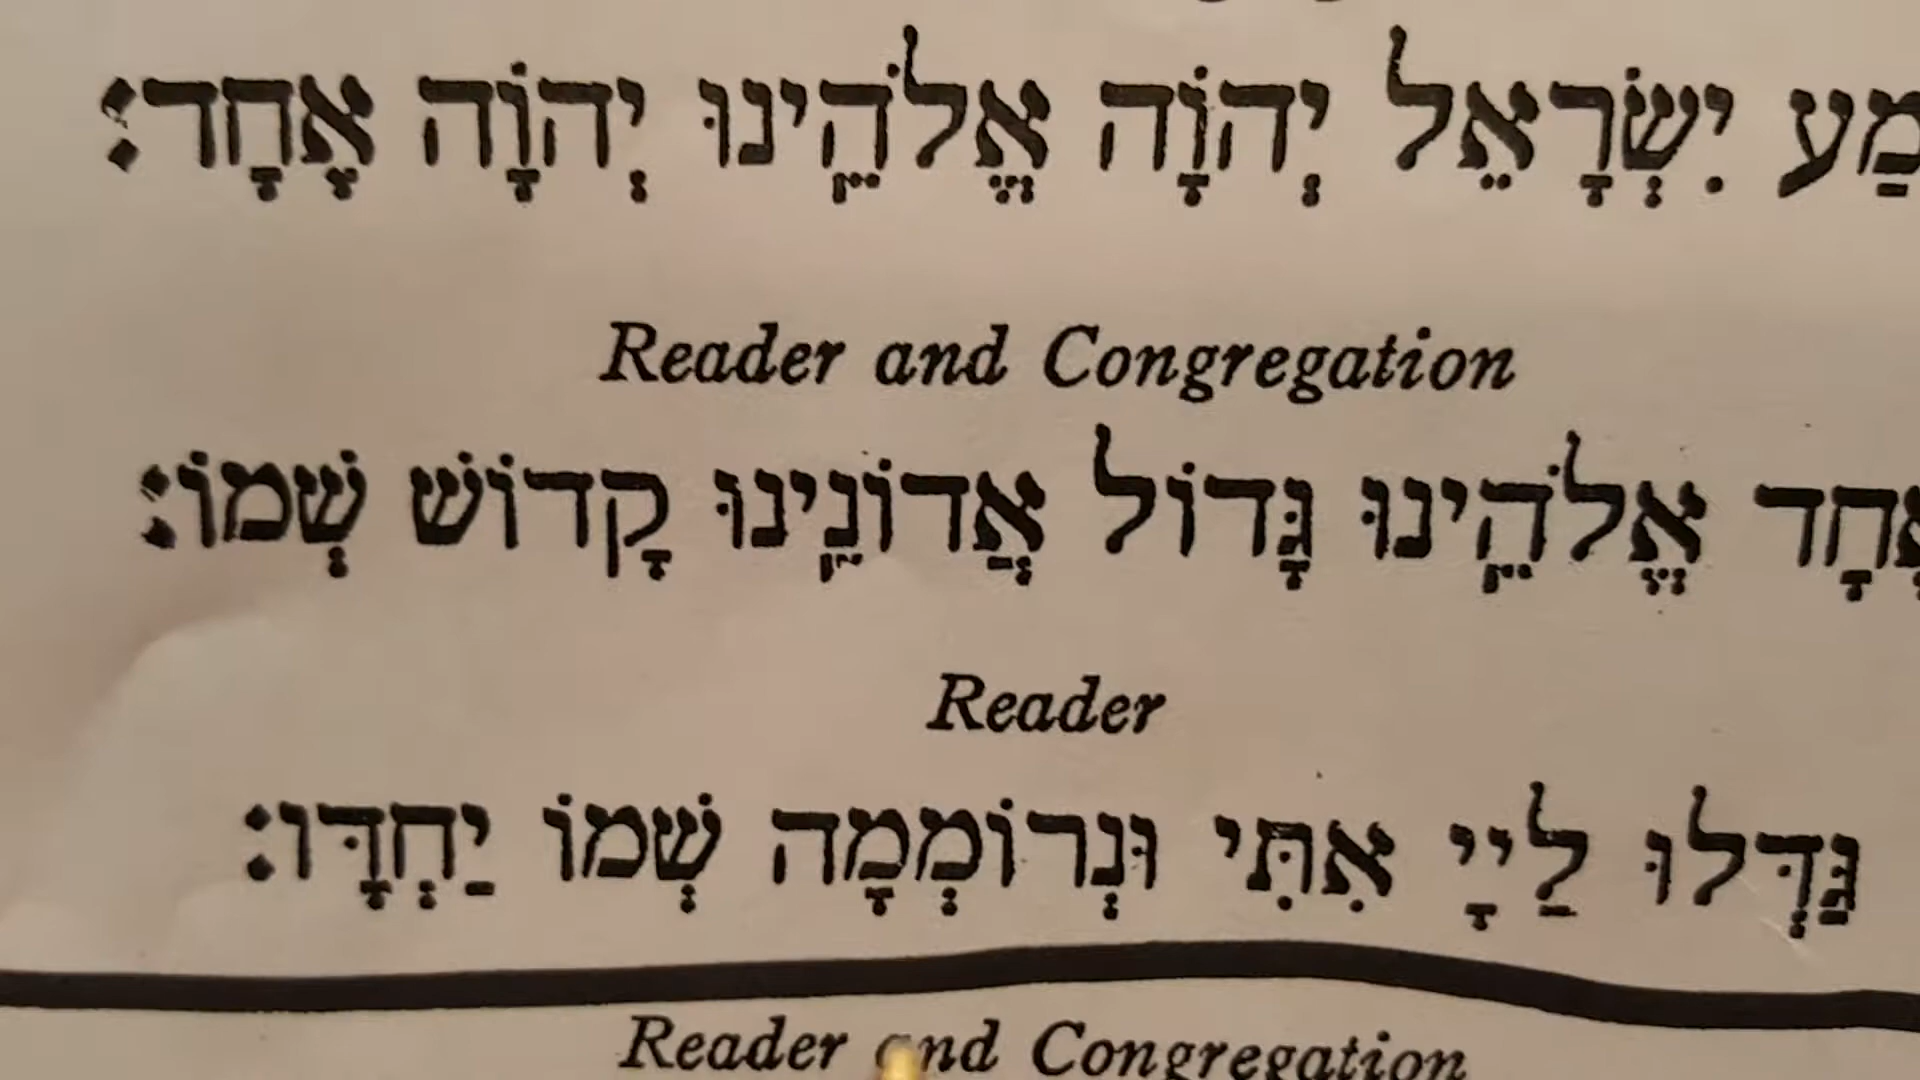 מַע יִשְׂרָאֵל יְהֹוָה אֱלֹהֵֽינוּ יְהֹוָה אֶחָד׃
Reader and Congregation
אֶחָד אֱלֹהֵֽינוּ גָּדוֹל אֲדוֹנֵֽינוּ קָדוֹשׁ שְׁמוֹ׃
Reader
גַּדְּלוּ לַייָ אִתִּי וּנְרוֹמְמָה שְׁמוֹ יַחְדָּו׃
Reader and Congregation